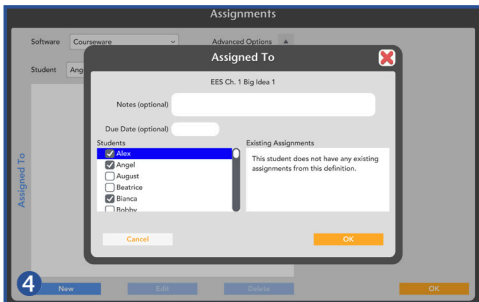 Assignments
Software Courseware Advanced Options
Student Ang
Assigned To
EES Ch. 1 Big Idea 1
Notes (optional)
Due Date (optional)
Students Existing Assignments
Alex
Angel
August
Beatrice
Bianca
Bobby
This student does not have any existing
assignments from this definition.
Cancel OK
Assigned To
4
New Edit Delete OK